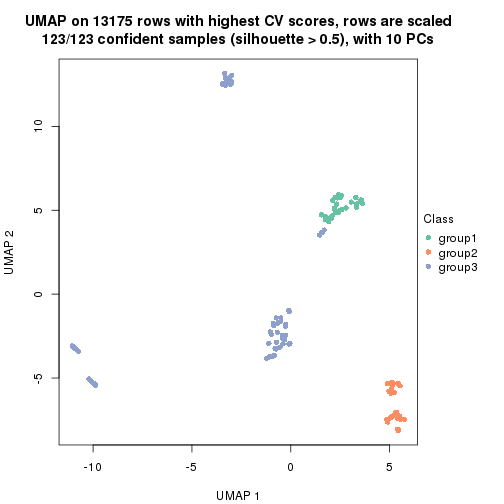 UMAP on 13175 rows with highest CV scores, rows are scaled
123/123 confident samples (silhouette > 0.5), with 10 PCs
10
5
0
-5
UMAP 2
-10
-5
0
5
UMAP 1
Class
group1
group2
group3